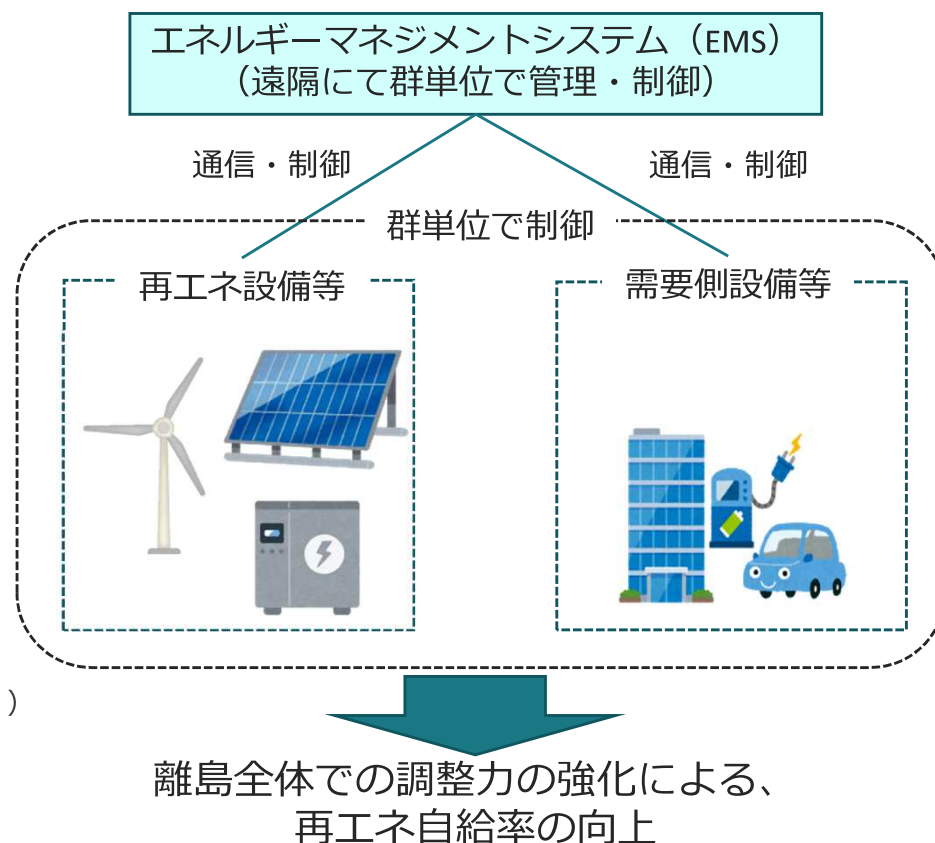 エネルギーマネジメントシステム（EMS）
（遠隔にて群単位で管理・制御）
通信・制御
通信・制御
群単位で制御
再エネ設備等
需要側設備等
）
離島全体での調整力の強化による、
再エネ自給率の向上